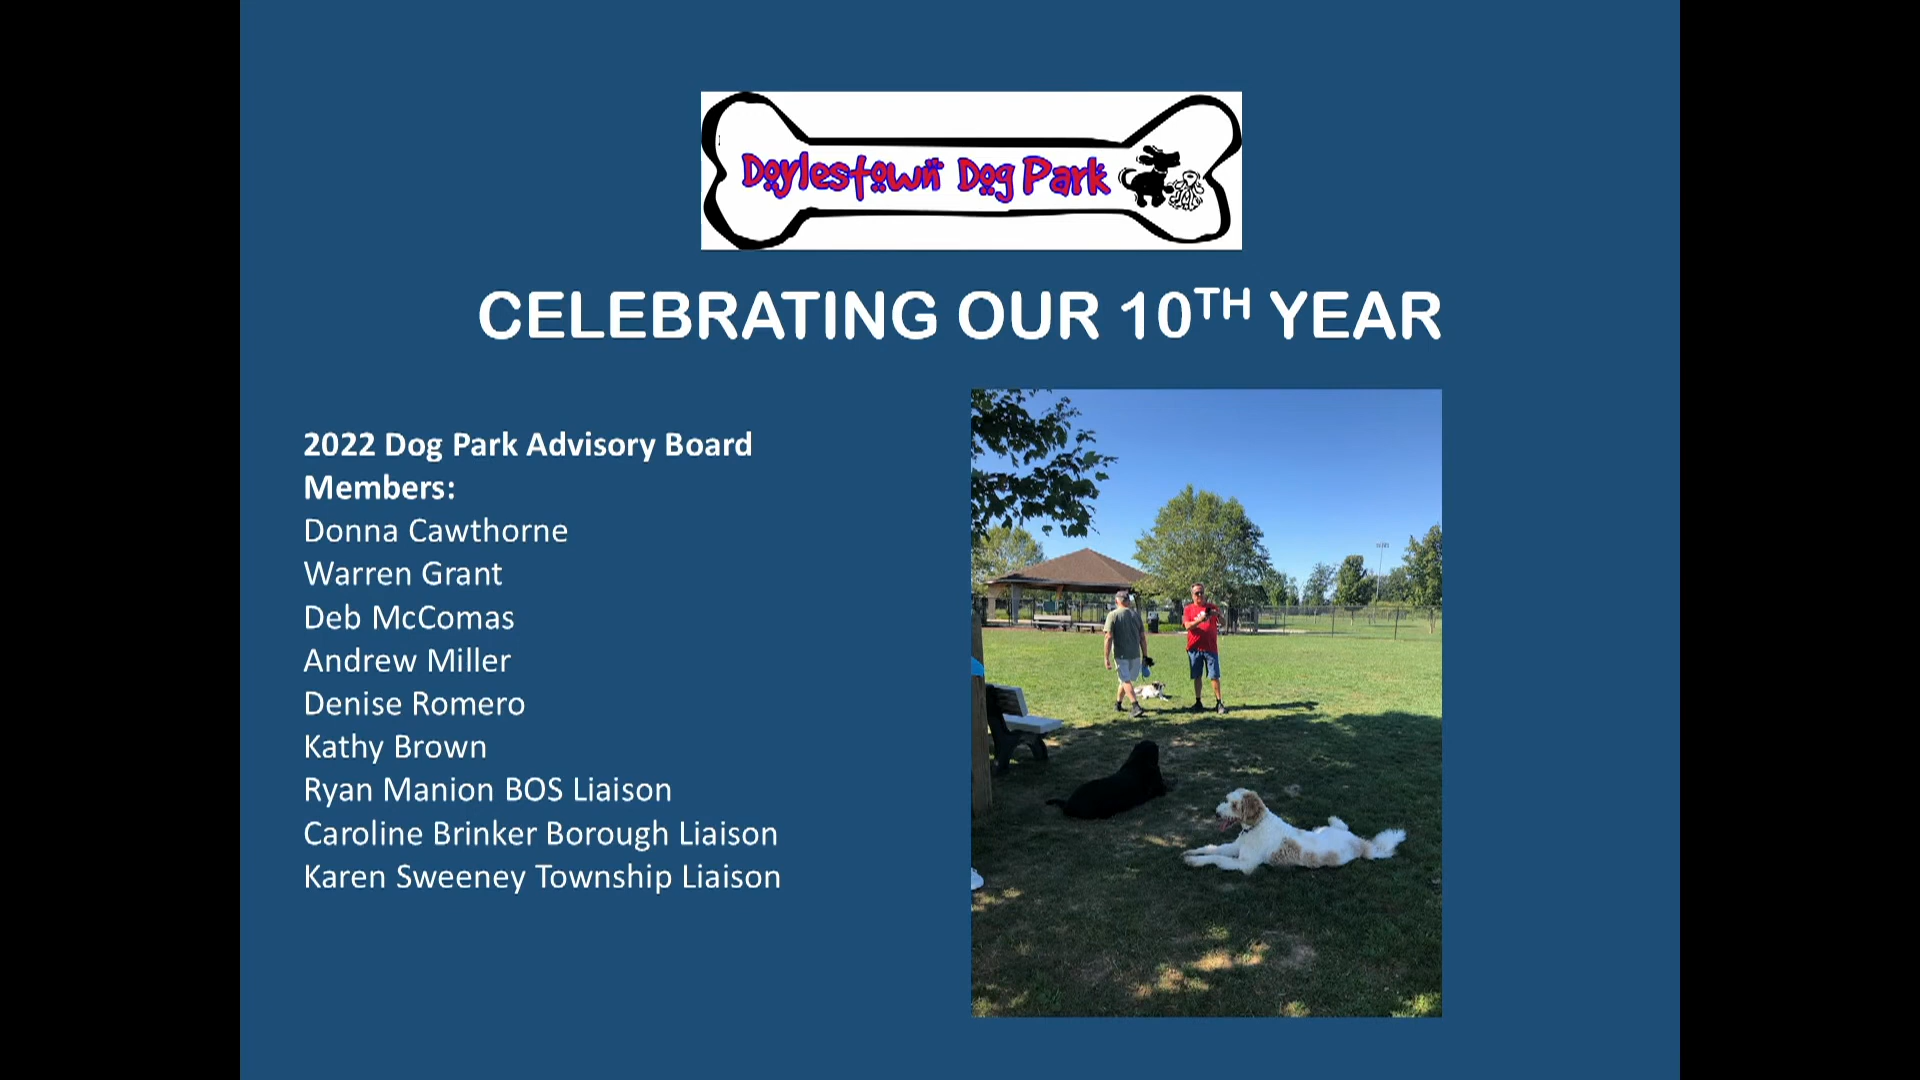 Doylestown Dog Park
CELEBRATING OUR 10TH YEAR
2022 Dog Park Advisory Board
Members:
Donna Cawthorne
Warren Grant
Deb McComas
Andrew Miller
Denise Romero
Kathy Brown
Ryan Manion BOS Liaison
Caroline Brinker Borough Liaison
Karen Sweeney Township Liaison